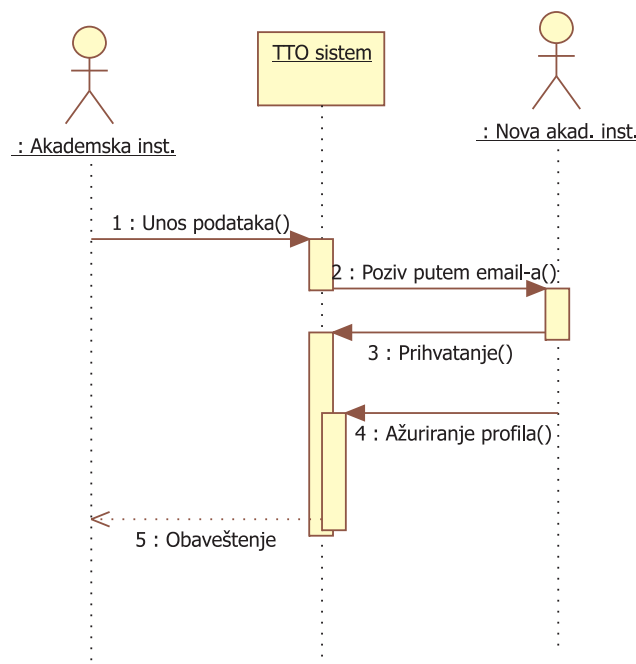 TTO sistem
: Akademska inst.
: Nova akad. inst.
1 : Unos podataka()
2 : Poziv putem email-a()
3 : Prihvatanje()
4 : Ažuriranje profila()
5 : Obaveštenje